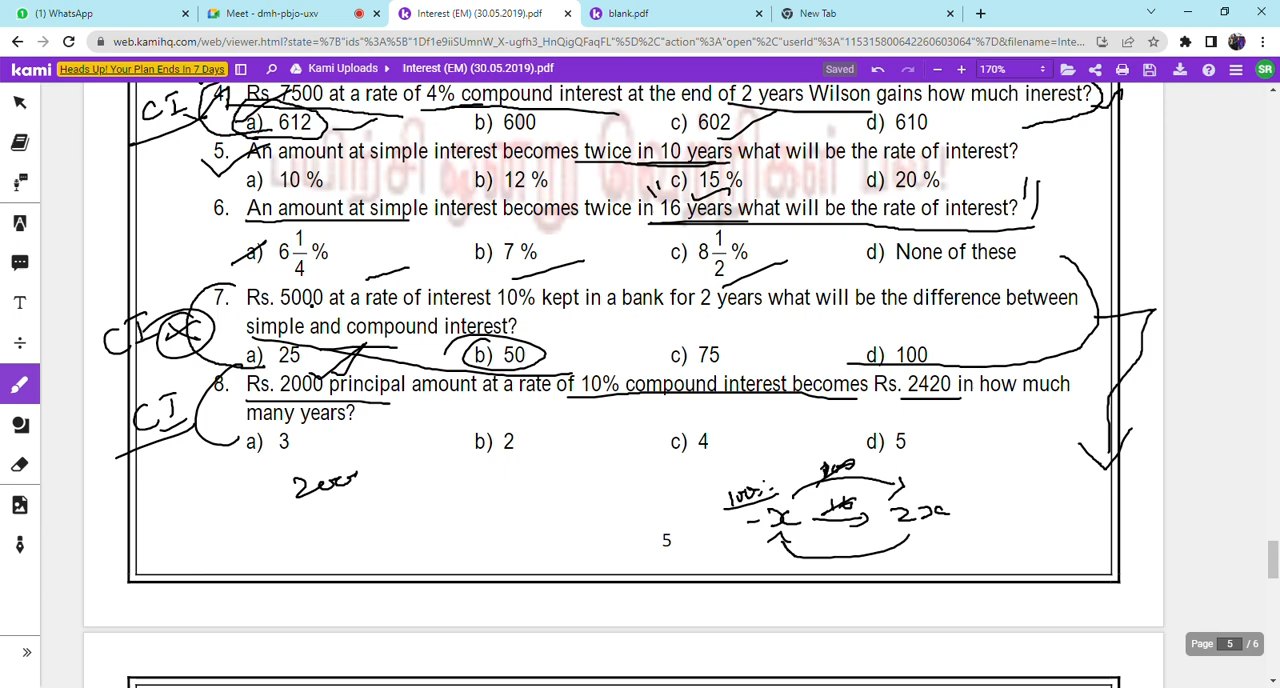 (1) WhatsApp
Meet - dmh-pbjo-uxv
Interest (EM) (30.05.2019).pdf
blank.pdf
New Tab
web.kamihq.com/web/viewer.html?state=%7B"ids"%3A%5B"1Df1e9iiSUmnW_X-ugfh3_HnQigQFaqFL"%5D%2C"action"%3A"open"%2C"userId"%3A"115315800642260603064"%7D&filename=Inte...
kami Heads Up! Your Plan Ends In 7 Days Kami Uploads Interest (EM) (30.05.2019).pdf Saved 170% SR
CI 4. Rs. 7500 at a rate of 4% compound interest at the end of 2 years Wilson gains how much inerest?
a) 612 b) 600 c) 602 d) 610
5. An amount at simple interest becomes twice in 10 years what will be the rate of interest?
a) 10 % b) 12 % c) 15 % d) 20 %
6. An amount at simple interest becomes twice in 16 years what will be the rate of interest?
a) 6 1/4 % b) 7 % c) 8 1/2 % d) None of these
7. Rs. 5000 at a rate of interest 10% kept in a bank for 2 years what will be the difference between
CI simple and compound interest?
a) 25 b) 50 c) 75 d) 100
8. Rs. 2000 principal amount at a rate of 10% compound interest becomes Rs. 2420 in how much
CI many years?
a) 3 b) 2 c) 4 d) 5
2000
x 16 2x
5
Page 5 / 6